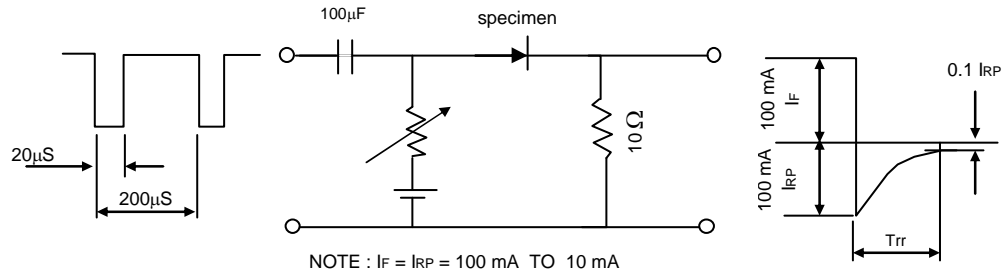 100μF
specimen
20μS
200μS
10 Ω
100 mA
IF
100 mA
IRP
0.1 IRP
Trr
NOTE : IF = IRP = 100 mA TO 10 mA